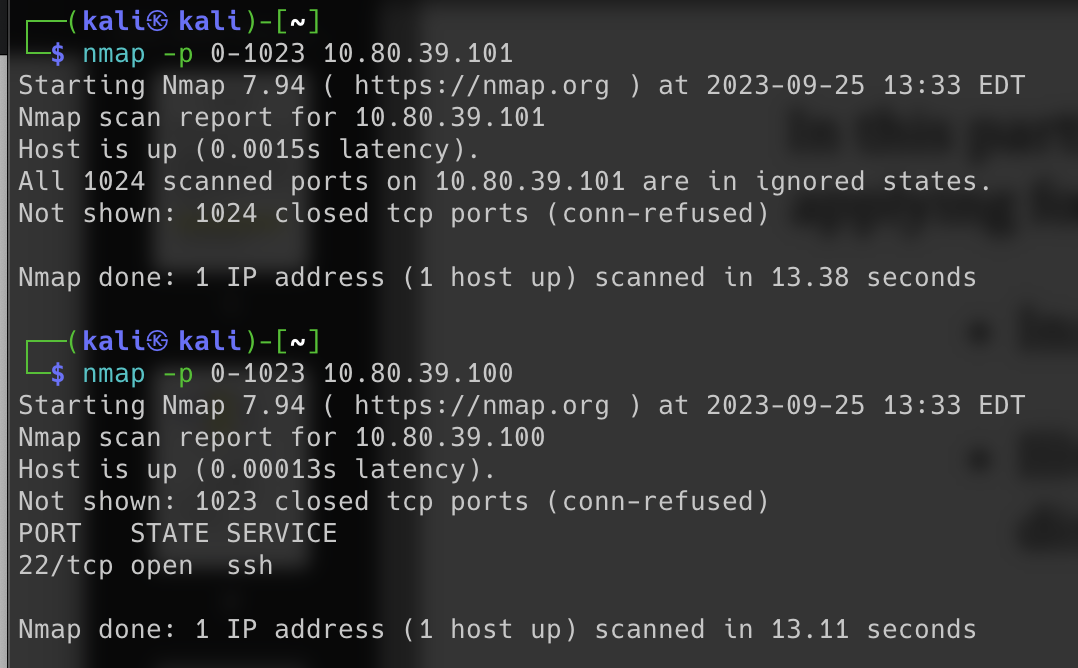 ┌──(kali㉿kali)-[~]
└─$ nmap -p 0-1023 10.80.39.101
Starting Nmap 7.94 ( https://nmap.org ) at 2023-09-25 13:33 EDT
Nmap scan report for 10.80.39.101
Host is up (0.0015s latency).
All 1024 scanned ports on 10.80.39.101 are in ignored states.
Not shown: 1024 closed tcp ports (conn-refused)
Nmap done: 1 IP address (1 host up) scanned in 13.38 seconds
┌──(kali㉿kali)-[~]
└─$ nmap -p 0-1023 10.80.39.100
Starting Nmap 7.94 ( https://nmap.org ) at 2023-09-25 13:33 EDT
Nmap scan report for 10.80.39.100
Host is up (0.00013s latency).
Not shown: 1023 closed tcp ports (conn-refused)
PORT   STATE SERVICE
22/tcp open  ssh
Nmap done: 1 IP address (1 host up) scanned in 13.11 seconds
In this part
applying